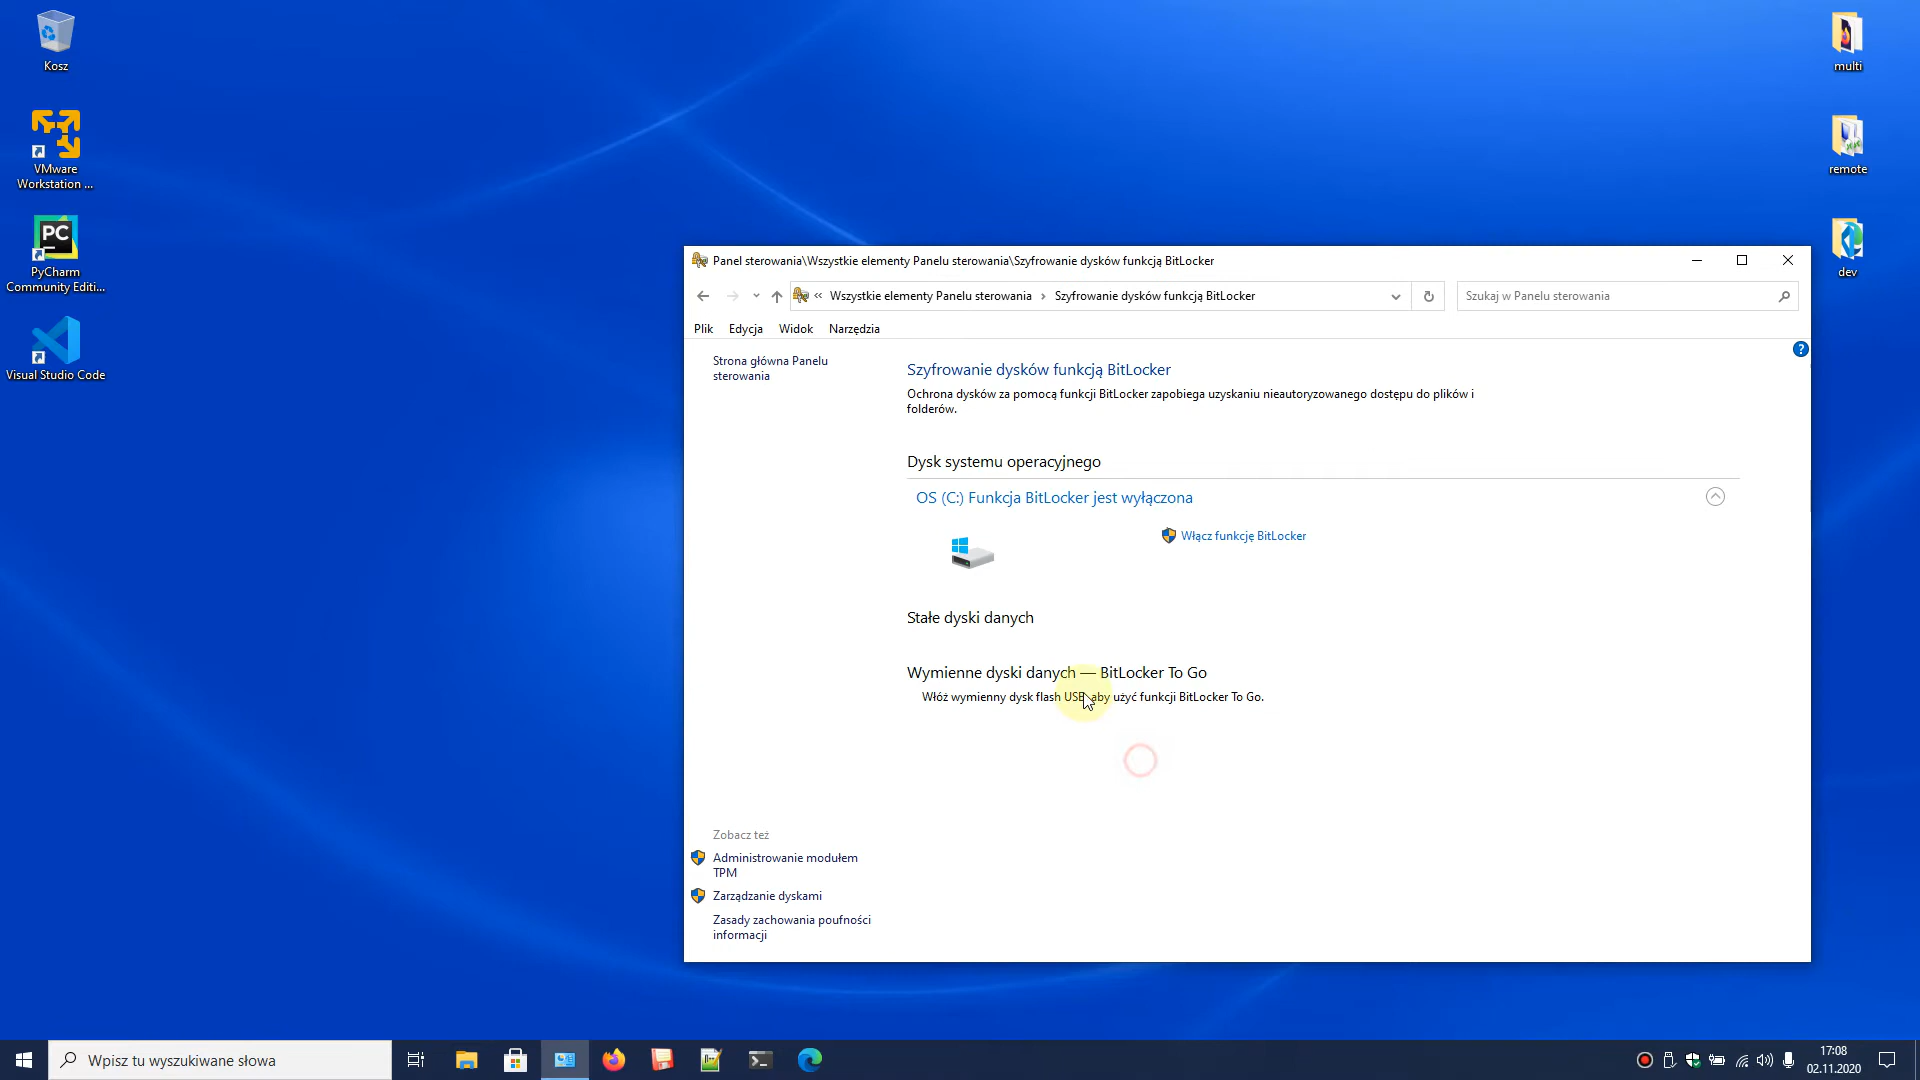 Kosz
VMware
Workstation ...
PC
PyCharm
Community Editi...
Visual Studio Code
multi
remote
dev
Panel sterowania\Wszystkie elementy Panelu sterowania\Szyfrowanie dysków funkcją BitLocker
« Wszystkie elementy Panelu sterowania › Szyfrowanie dysków funkcją BitLocker
Szukaj w Panelu sterowania
Plik Edycja Widok Narzędzia
Strona główna Panelu
sterowania
?
Szyfrowanie dysków funkcją BitLocker
Ochrona dysków za pomocą funkcji BitLocker zapobiega uzyskaniu nieautoryzowanego dostępu do plików i
folderów.
Dysk systemu operacyjnego
OS (C:) Funkcja BitLocker jest wyłączona
Włącz funkcję BitLocker
Stałe dyski danych
Wymienne dyski danych — BitLocker To Go
Włóż wymienny dysk flash USB, aby użyć funkcji BitLocker To Go.
Zobacz też
Administrowanie modułem
TPM
Zarządzanie dyskami
Zasady zachowania poufności
informacji
Wpisz tu wyszukiwane słowa
17:08
02.11.2020